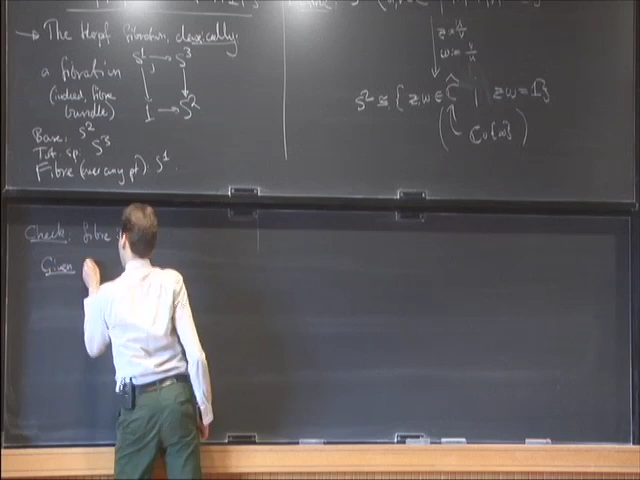 → The Hopf fibration, classically:
S¹ → S³
a fibration
(indeed, fibre
bundle)
1 → S²
Base: S²
Tot. sp. S³
Fibre (over any pt) S¹
z = u/v
w = v/u
S² ≅ { z, w ∈ Ĉ | zw = 1 }
( ℂ ∪ {∞} )
Check: fibre
Given